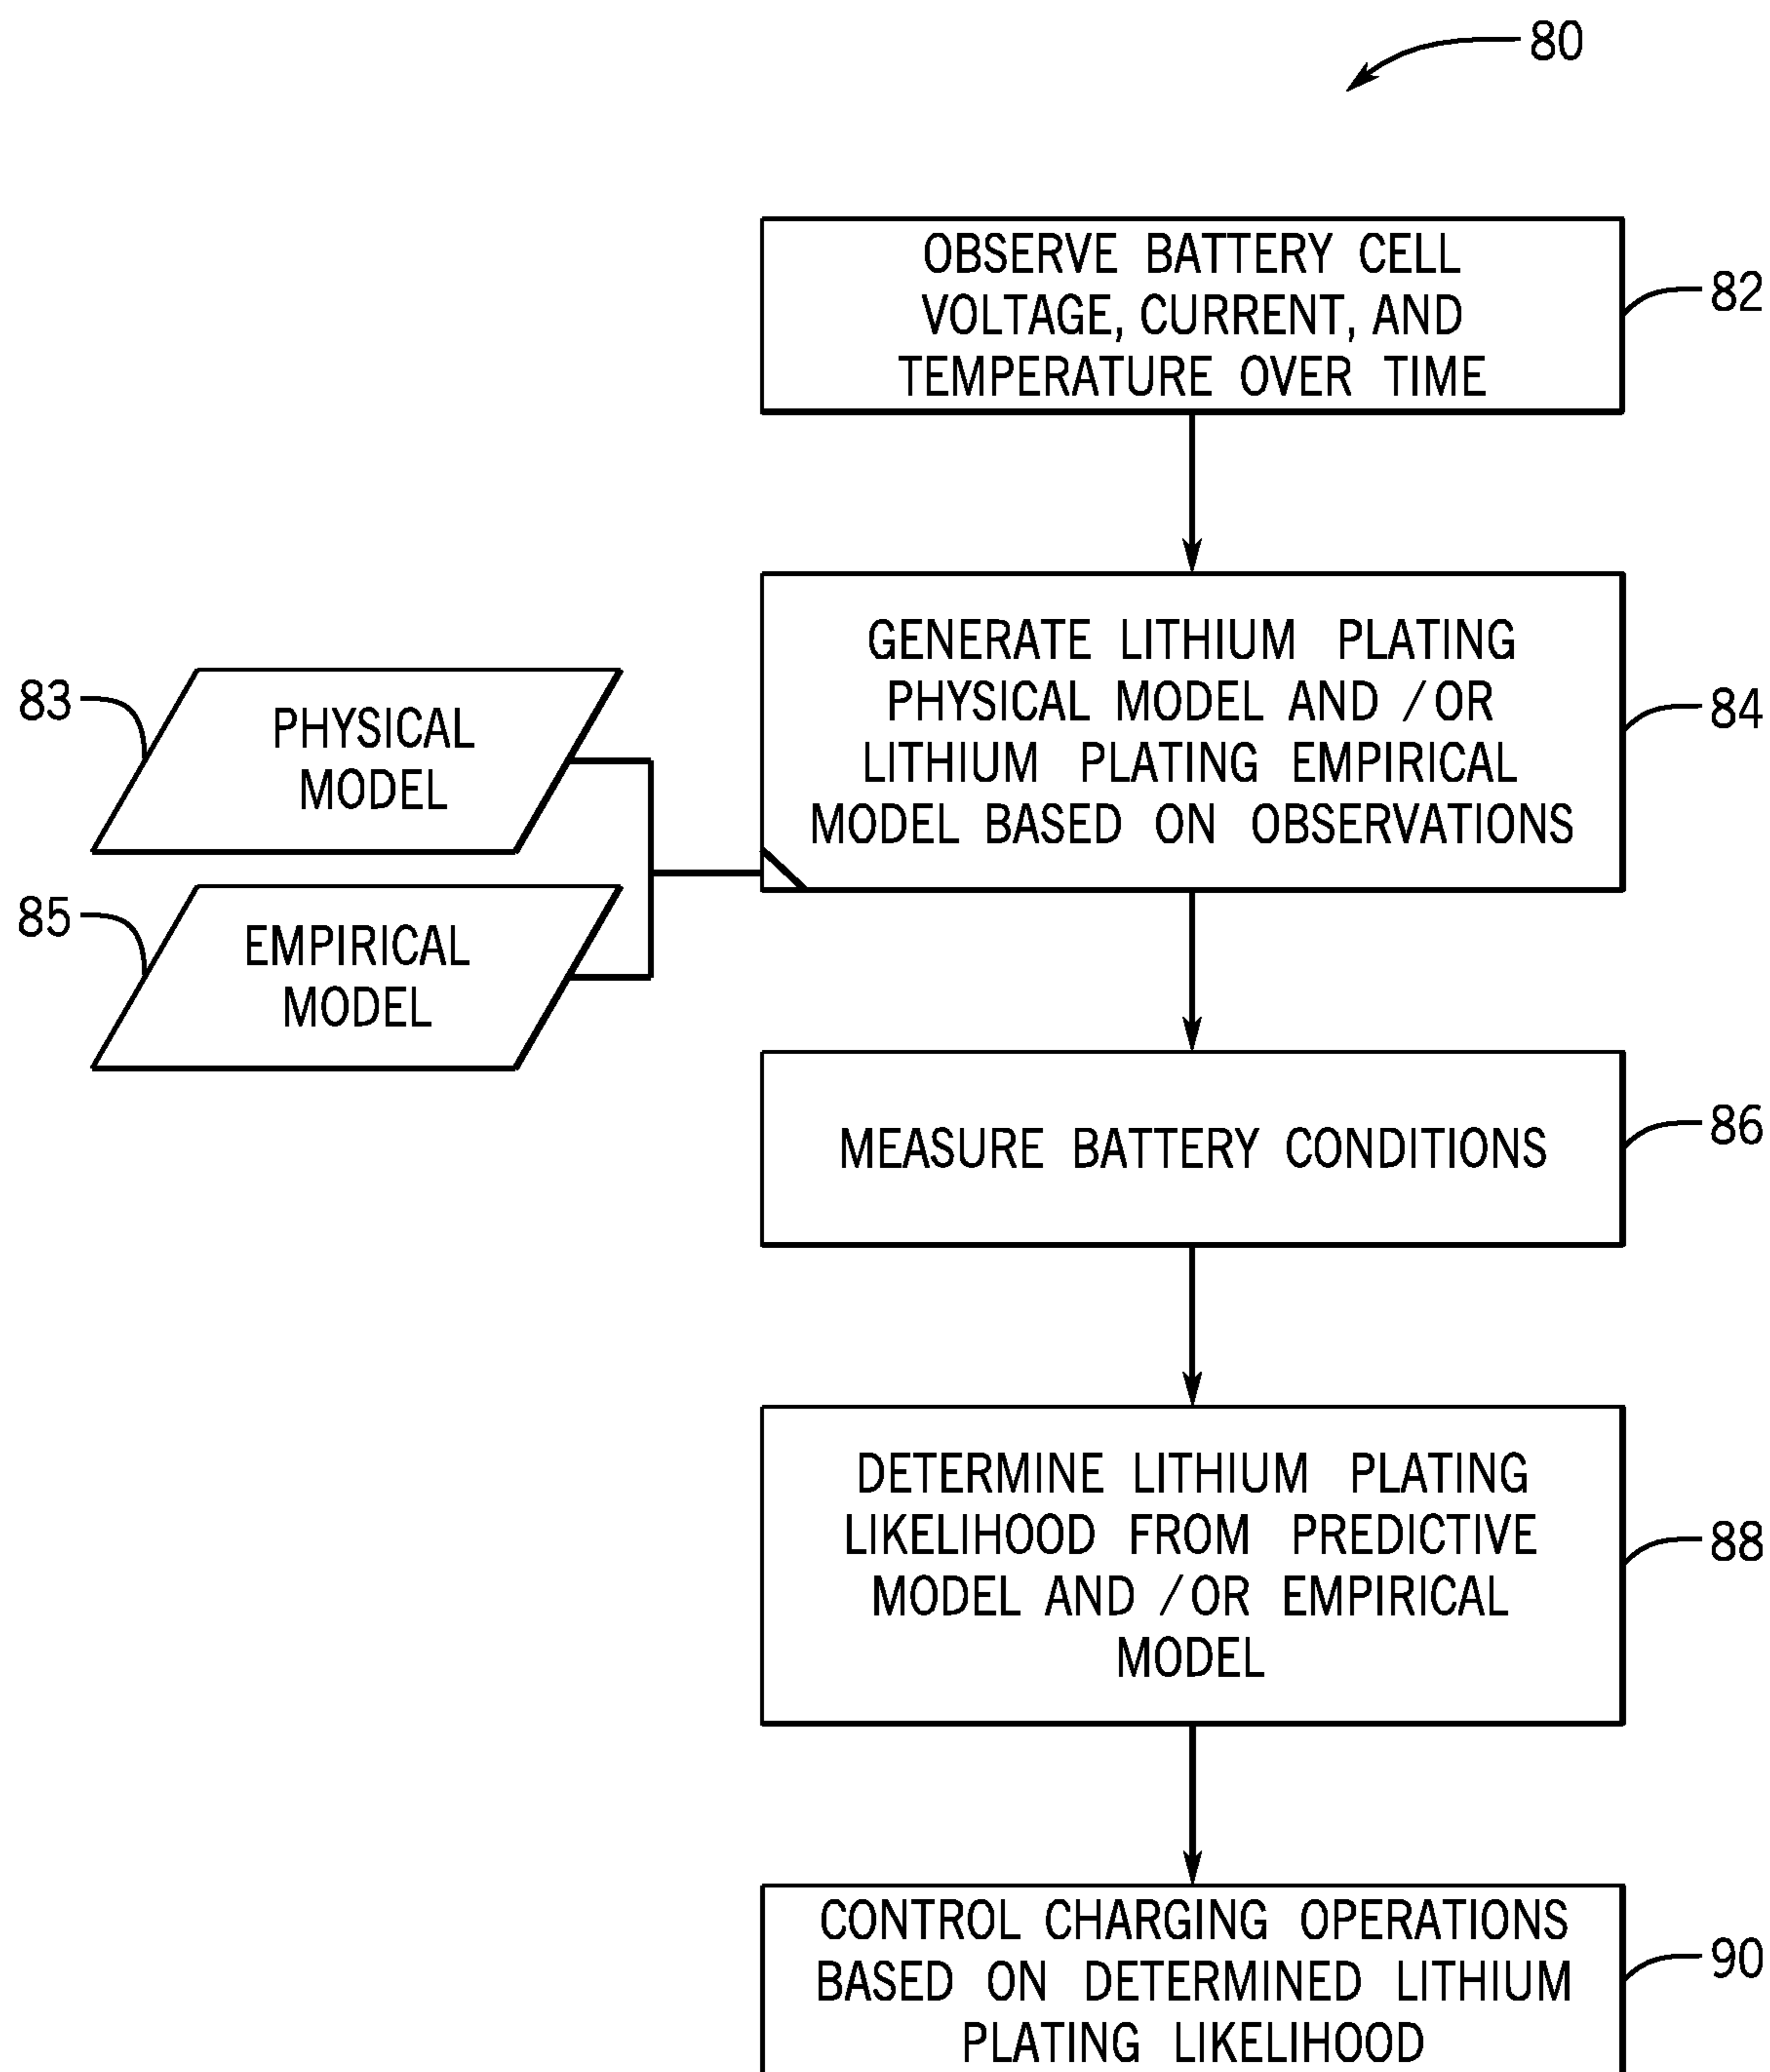 80
OBSERVE BATTERY CELL
VOLTAGE, CURRENT, AND
TEMPERATURE OVER TIME
82
GENERATE LITHIUM PLATING
PHYSICAL MODEL AND /OR
LITHIUM PLATING EMPIRICAL
MODEL BASED ON OBSERVATIONS
84
83
PHYSICAL
MODEL
85
EMPIRICAL
MODEL
MEASURE BATTERY CONDITIONS
86
DETERMINE LITHIUM PLATING
LIKELIHOOD FROM PREDICTIVE
MODEL AND /OR EMPIRICAL
MODEL
88
CONTROL CHARGING OPERATIONS
BASED ON DETERMINED LITHIUM
PLATING LIKELIHOOD
90